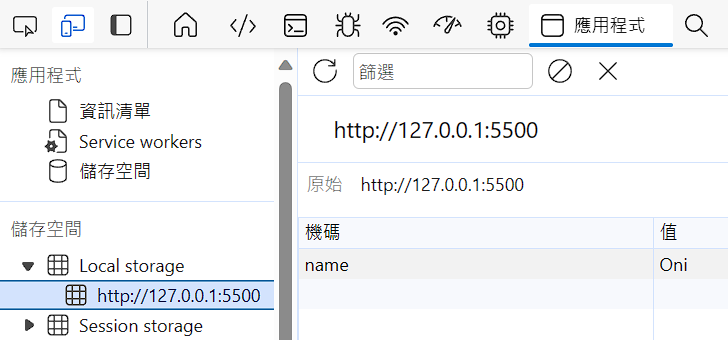 應用程式
篩選
應用程式
資訊清單
Service workers
儲存空間
儲存空間
Local storage
http://127.0.0.1:5500
Session storage
http://127.0.0.1:5500
原始 http://127.0.0.1:5500
機碼 值
name Oni